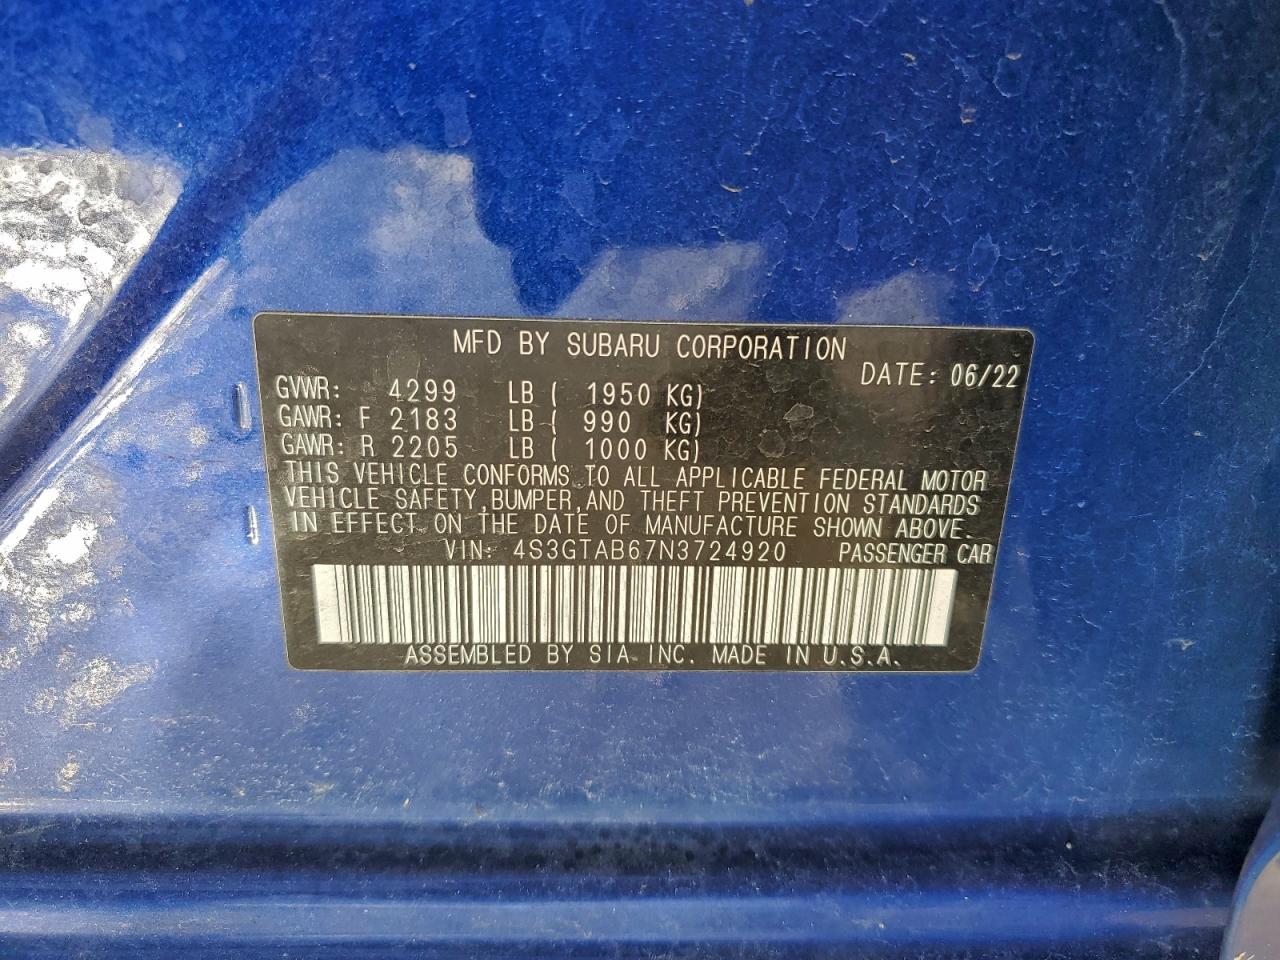 MFD BY SUBARU CORPORATION
DATE: 06/22
GVWR: 4299 LB ( 1950 KG)
GAWR: F 2183 LB ( 990 KG)
GAWR: R 2205 LB ( 1000 KG)
THIS VEHICLE CONFORMS TO ALL APPLICABLE FEDERAL MOTOR
VEHICLE SAFETY, BUMPER, AND THEFT PREVENTION STANDARDS
IN EFFECT ON THE DATE OF MANUFACTURE SHOWN ABOVE.
VIN: 4S3GTAB67N3724920 PASSENGER CAR
ASSEMBLED BY SIA INC. MADE IN U.S.A.